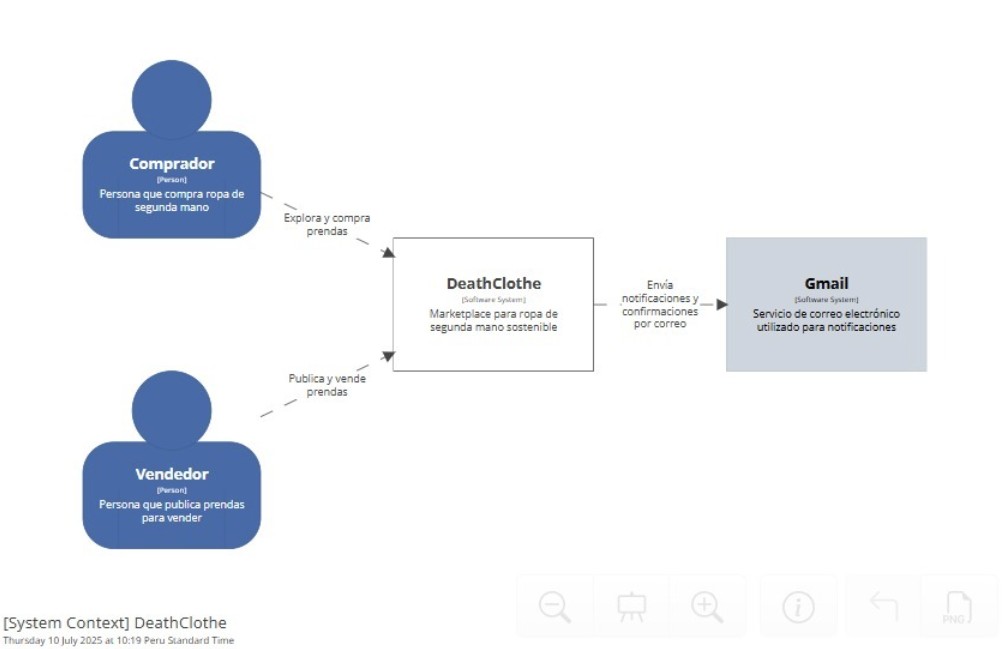 Comprador
[Person]
Persona que compra ropa de
segunda mano
Explora y compra
prendas
DeathClothe
[Software System]
Marketplace para ropa de
segunda mano sostenible
Envía
notificaciones y
confirmaciones
por correo
Gmail
[Software System]
Servicio de correo electrónico
utilizado para notificaciones
Publica y vende
prendas
Vendedor
[Person]
Persona que publica prendas
para vender
[System Context] DeathClothe
Thursday 10 July 2025 at 10:19 Peru Standard Time
PNG